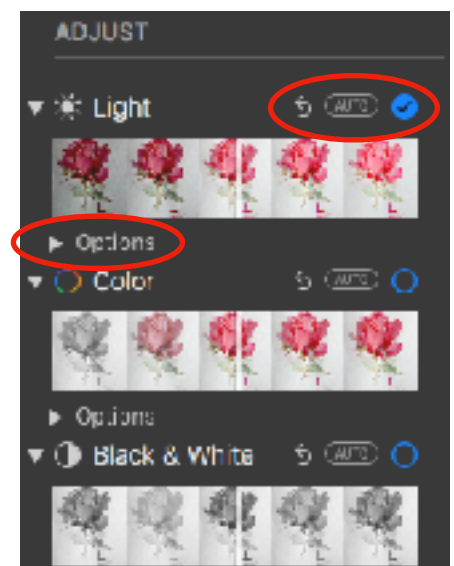 ADJUST
Light AUTO
Options
Color AUTO
Options
Black & White AUTO